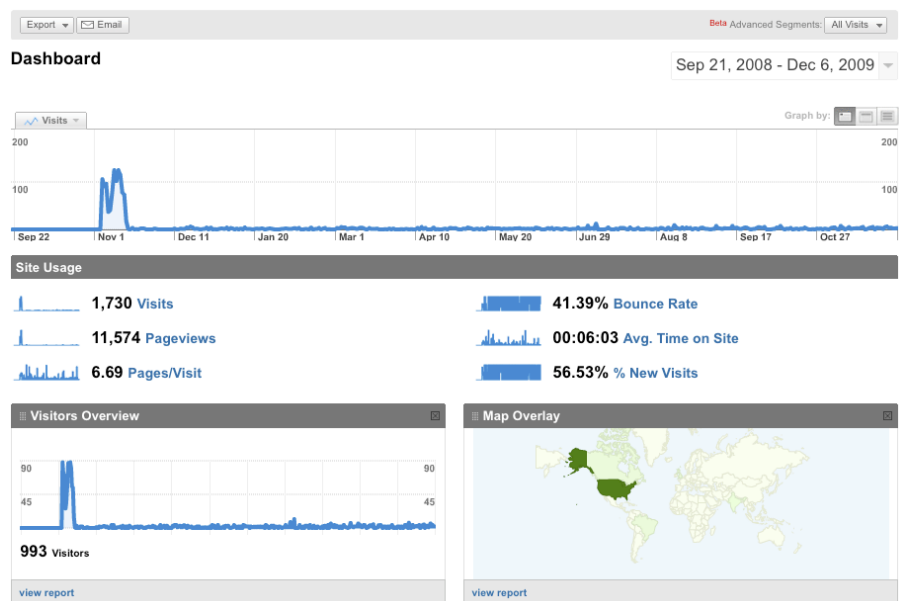 Export Email Beta Advanced Segments: All Visits
Dashboard
Sep 21, 2008 - Dec 6, 2009
Visits Graph by:
200 200
100 100
Sep 22 Nov 1 Dec 11 Jan 20 Mar 1 Apr 10 May 20 Jun 29 Aug 8 Sep 17 Oct 27
Site Usage
1,730 Visits 41.39% Bounce Rate
11,574 Pageviews 00:06:03 Avg. Time on Site
6.69 Pages/Visit 56.53% % New Visits
Visitors Overview Map Overlay
90 90
45 45
993 Visitors
view report view report